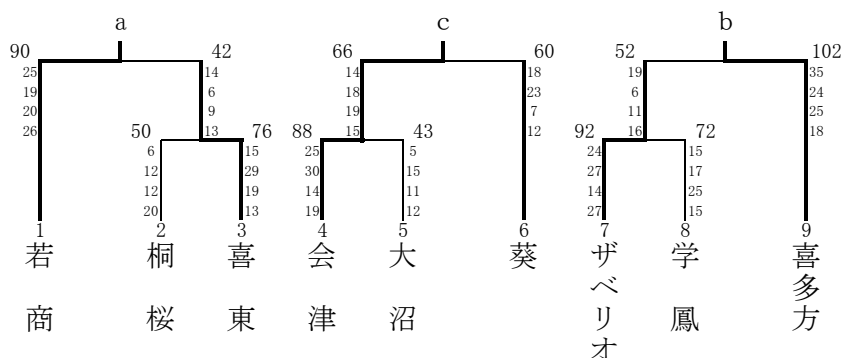 a c b
90 42 66 60 52 102
25 14 14 18 19 35
19 6 18 23 6 24
20 9 19 7 11 25
26 13 15 12 16 18
50 76 88 43 92 72
6 15 25 5 24 15
12 29 30 15 27 17
12 19 14 11 14 25
20 13 19 12 27 15
1 2 3 4 5 6 7 8 9
若商
桐桜
喜東
会津
大沼
葵
ザベリオ
学鳳
喜多方